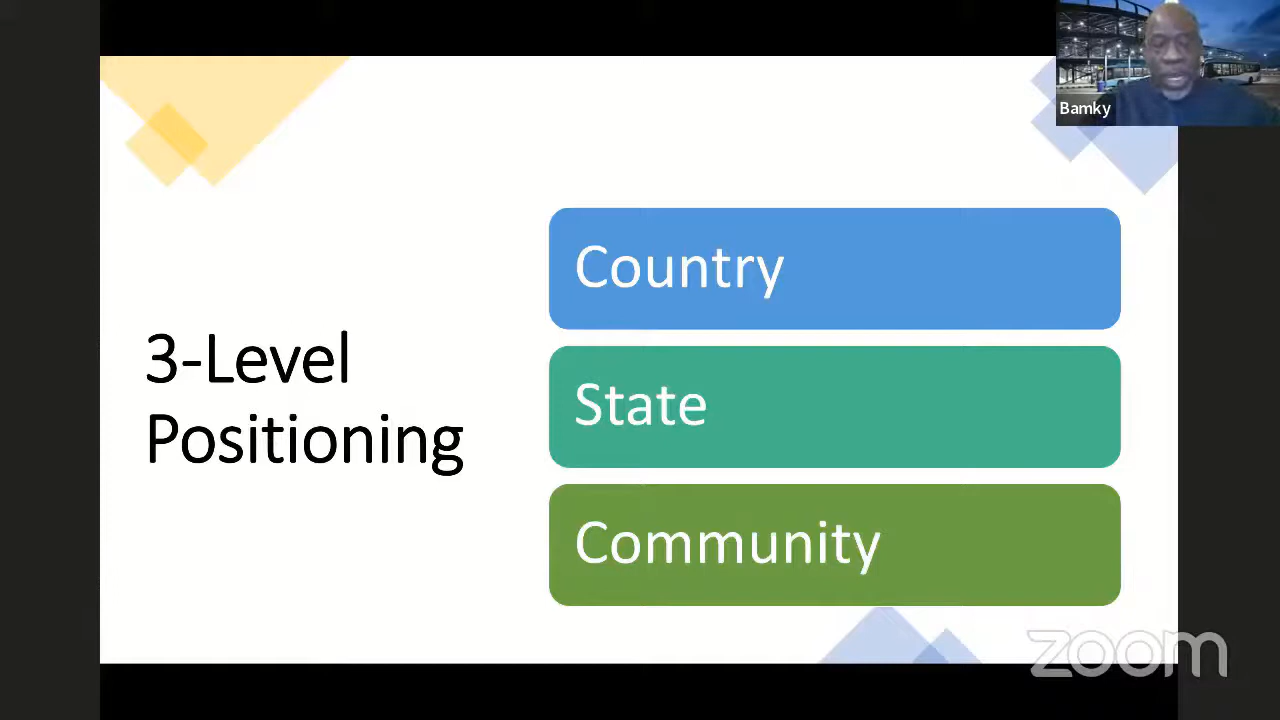 Bamky
3-Level
Positioning
Country
State
Community
zoom